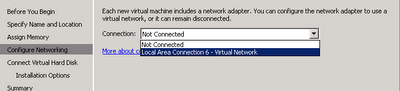 Before You Begin
Specify Name and Location
Assign Memory
Configure Networking
Connect Virtual Hard Disk
Installation Options
Summary
Each new virtual machine includes a network adapter. You can configure the network adapter to use a
virtual network, or it can remain disconnected.
Connection: Not Connected
Not Connected
Local Area Connection 6 - Virtual Network
More about c